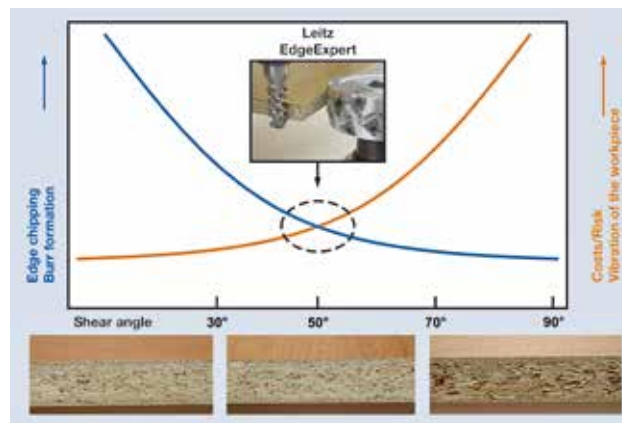 Leitz
EdgeExpert
Edge chipping
Burr formation
Costs/Risk
Vibration of the workpiece
Shear angle 30° 50° 70° 90°